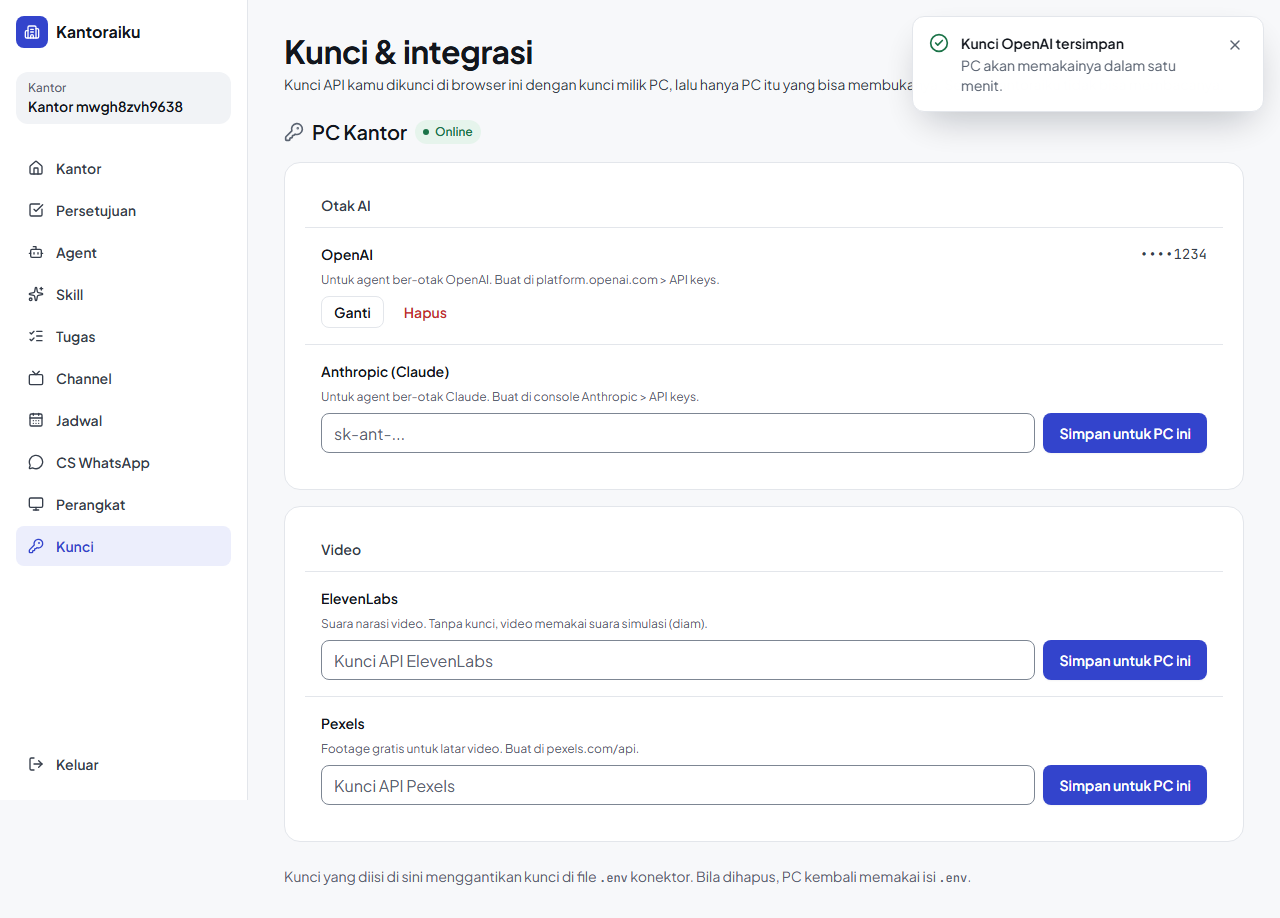 Kantoraiku
Kantor
Kantor mwgh8zvh9638
Kantor
Persetujuan
Agent
Skill
Tugas
Channel
Jadwal
CS WhatsApp
Perangkat
Kunci
Keluar
Kunci & integrasi
Kunci API kamu dikunci di browser ini dengan kunci milik PC, lalu hanya PC itu yang bisa membuka
Kunci OpenAI tersimpan
PC akan memakainya dalam satu
menit.
PC Kantor
Online
Otak AI
OpenAI
••••1234
Untuk agent ber-otak OpenAI. Buat di platform.openai.com > API keys.
Ganti
Hapus
Anthropic (Claude)
Untuk agent ber-otak Claude. Buat di console Anthropic > API keys.
sk-ant-...
Simpan untuk PC ini
Video
ElevenLabs
Suara narasi video. Tanpa kunci, video memakai suara simulasi (diam).
Kunci API ElevenLabs
Simpan untuk PC ini
Pexels
Footage gratis untuk latar video. Buat di pexels.com/api.
Kunci API Pexels
Simpan untuk PC ini
Kunci yang diisi di sini menggantikan kunci di file .env konektor. Bila dihapus, PC kembali memakai isi .env.